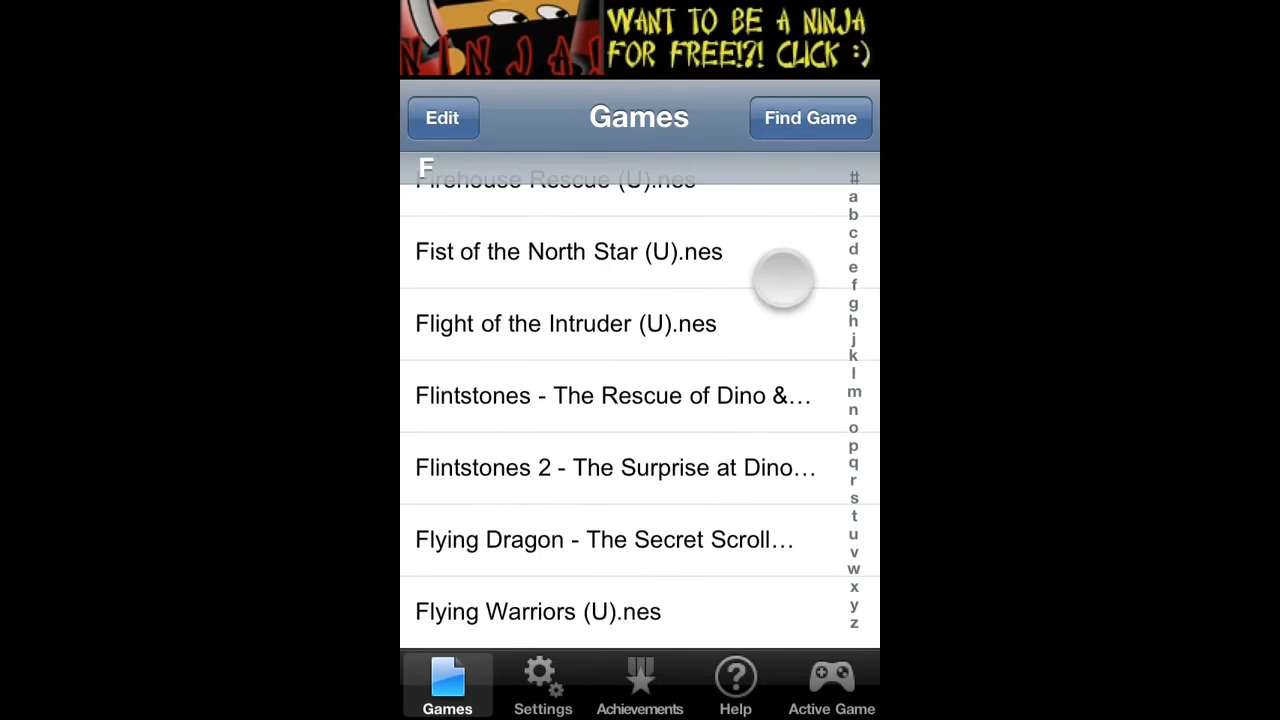 NINJA!
WANT TO BE A NINJA
FOR FREE!?! CLICK :)
Edit
Games
Find Game
F
Firehouse Rescue (U).nes
Fist of the North Star (U).nes
Flight of the Intruder (U).nes
Flintstones - The Rescue of Dino &...
Flintstones 2 - The Surprise at Dino...
Flying Dragon - The Secret Scroll...
Flying Warriors (U).nes
#
a
b
c
d
e
f
g
h
j
k
l
m
n
o
p
q
r
s
t
u
v
w
x
y
z
Games
Settings
Achievements
Help
Active Game